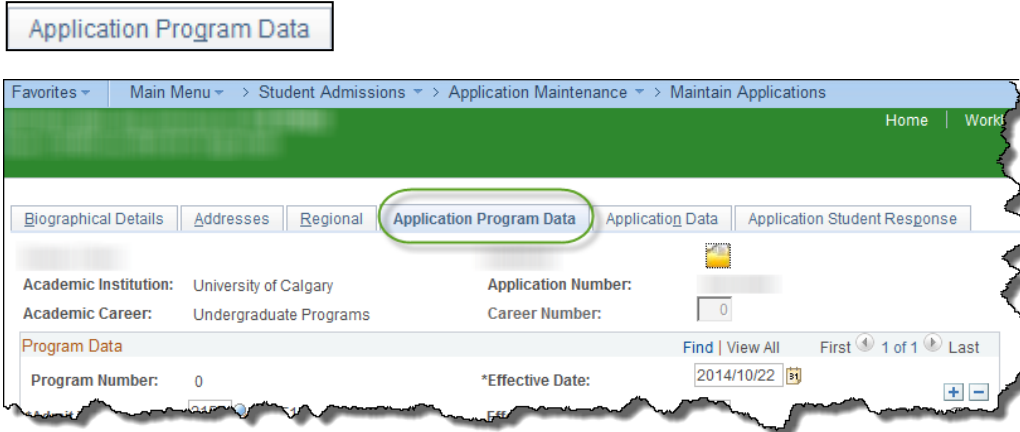 Application Program Data
Favorites Main Menu > Student Admissions > Application Maintenance > Maintain Applications
Home | Work
Biographical Details Addresses Regional Application Program Data Application Data Application Student Response
Academic Institution: University of Calgary Application Number:
Academic Career: Undergraduate Programs Career Number: 0
Program Data Find | View All First 1 of 1 Last
Program Number: 0 *Effective Date: 2014/10/22 31